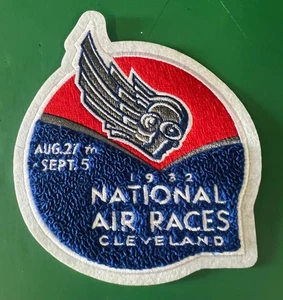 AUG. 27 TH
- SEPT. 5
1932
NATIONAL
AIR RACES
CLEVELAND